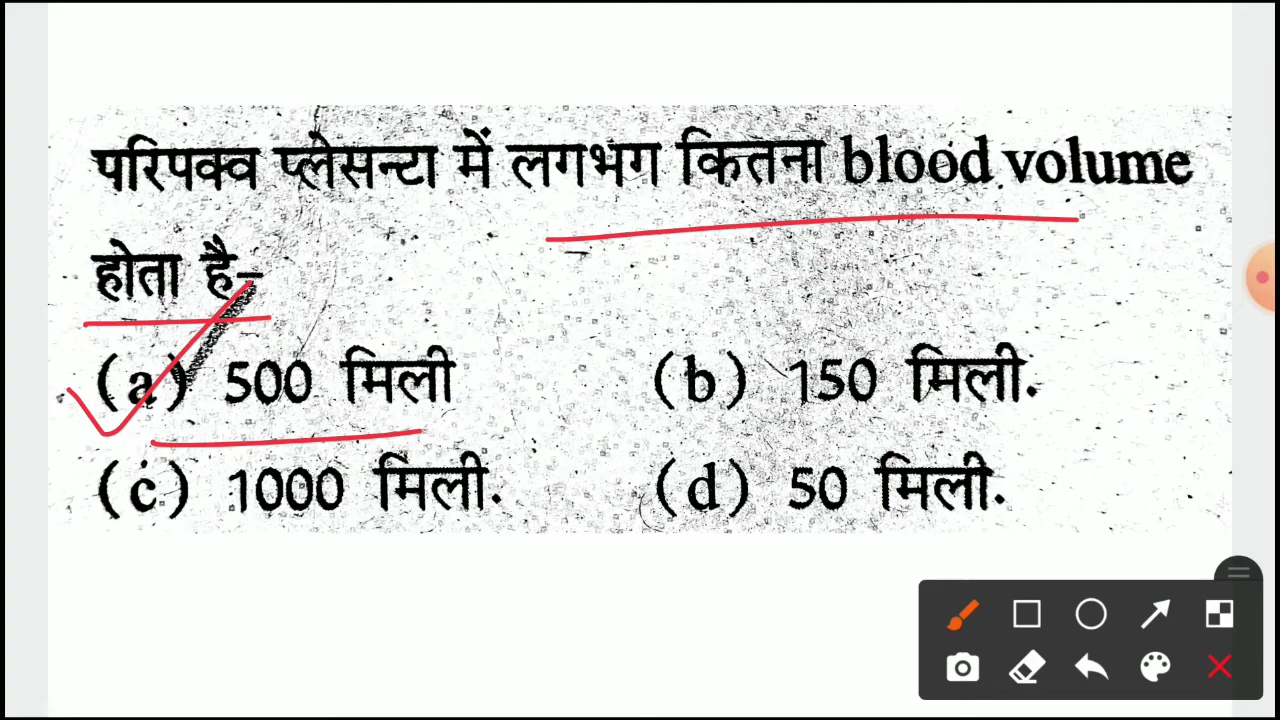 परिपक्व प्लेसन्टा में लगभग कितना blood volume
होता है-
(a) 500 मिली (b) 150 मिली.
(c) 1000 मिली. (d) 50 मिली.